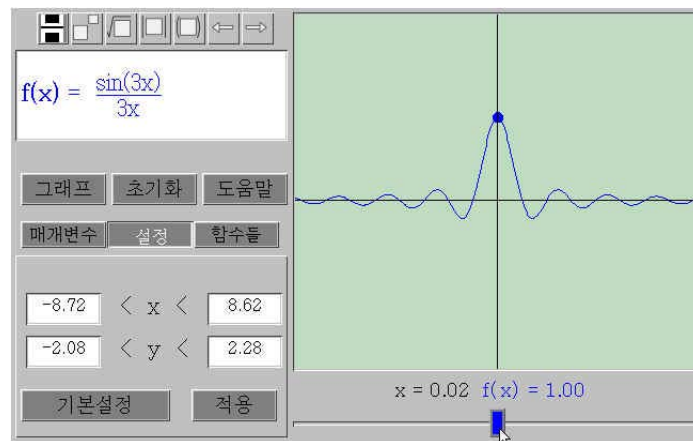 f(x) = sin(3x)
3x
그래프 초기화 도움말
매개변수 설정 함수들
-8.72 < x < 8.62
-2.08 < y < 2.28
기본설정 적용
x = 0.02 f(x) = 1.00